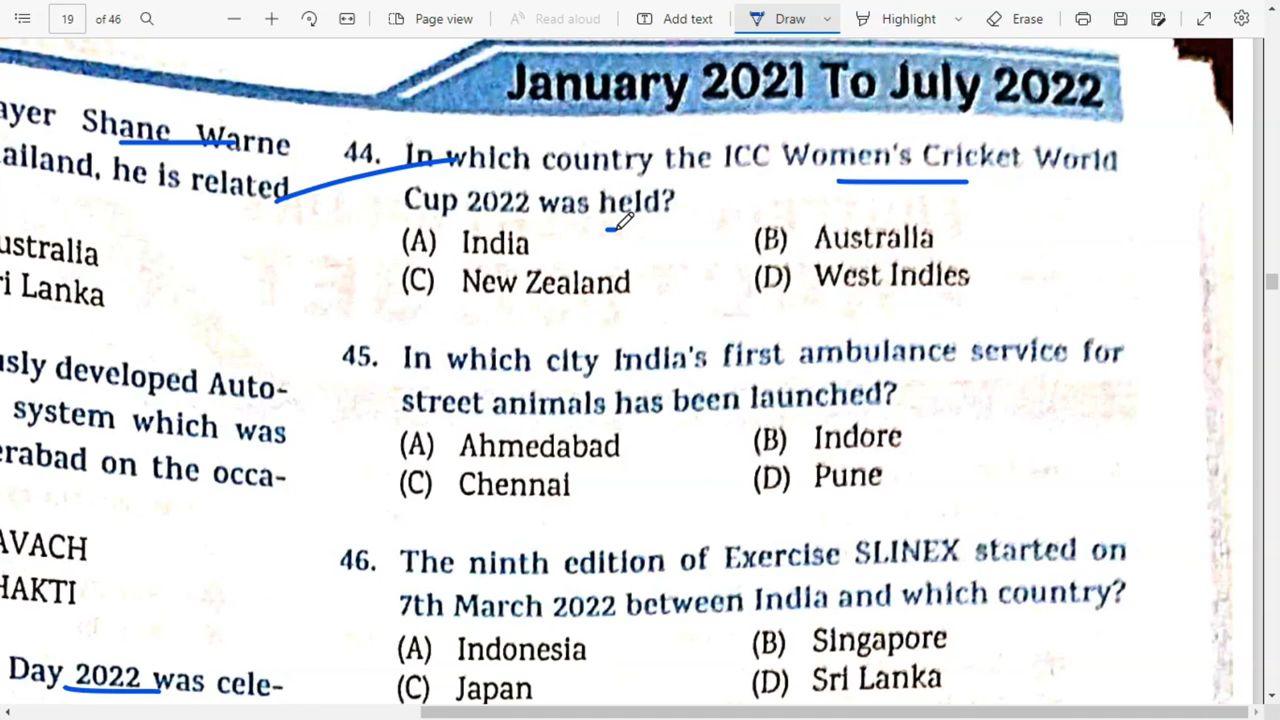 19 of 46 Page view Read aloud Add text Draw Highlight Erase
January 2021 To July 2022
ayer Shane Warne
ailand, he is related
ustralia
ri Lanka
usly developed Auto-
system which was
erabad on the occa-
AVACH
HAKTI
Day 2022 was cele-
44. In which country the ICC Women's Cricket World
Cup 2022 was held?
(A) India (B) Australia
(C) New Zealand (D) West Indies
45. In which city India's first ambulance service for
street animals has been launched?
(A) Ahmedabad (B) Indore
(C) Chennai (D) Pune
46. The ninth edition of Exercise SLINEX started on
7th March 2022 between India and which country?
(A) Indonesia (B) Singapore
(C) Japan (D) Sri Lanka